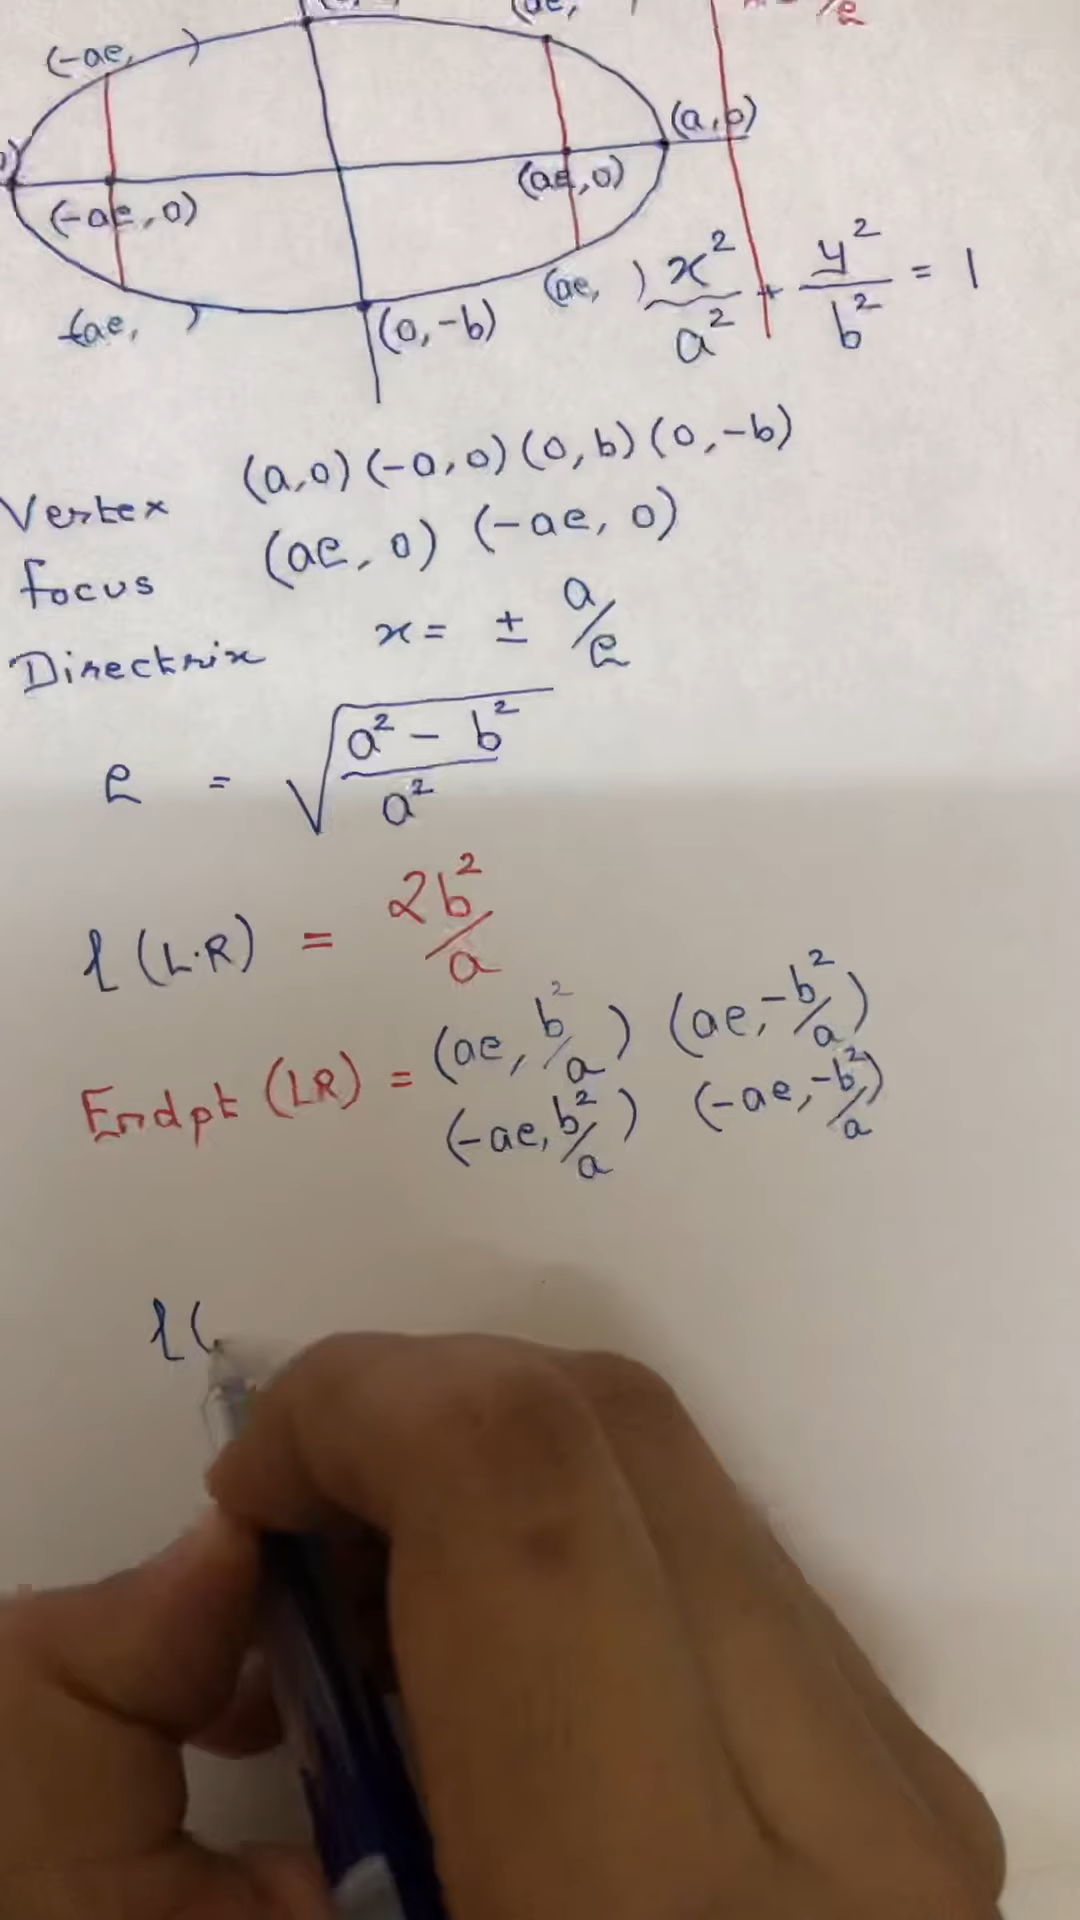 (-ae, )
(a,0)
(-ae,0)
(ae,0)
(ae, )
(-ae, )
(0,-b)
x²/a² + y²/b² = 1
Vertex (a,0) (-a,0) (0,b) (0,-b)
focus (ae,0) (-ae,0)
Directrix x = ± a/e
e = √(a² - b²/a²)
l (L.R) = 2b²/a
Endpt (LR) = (ae, b²/a) (ae, -b²/a)
(-ae, b²/a) (-ae, -b²/a)
l (